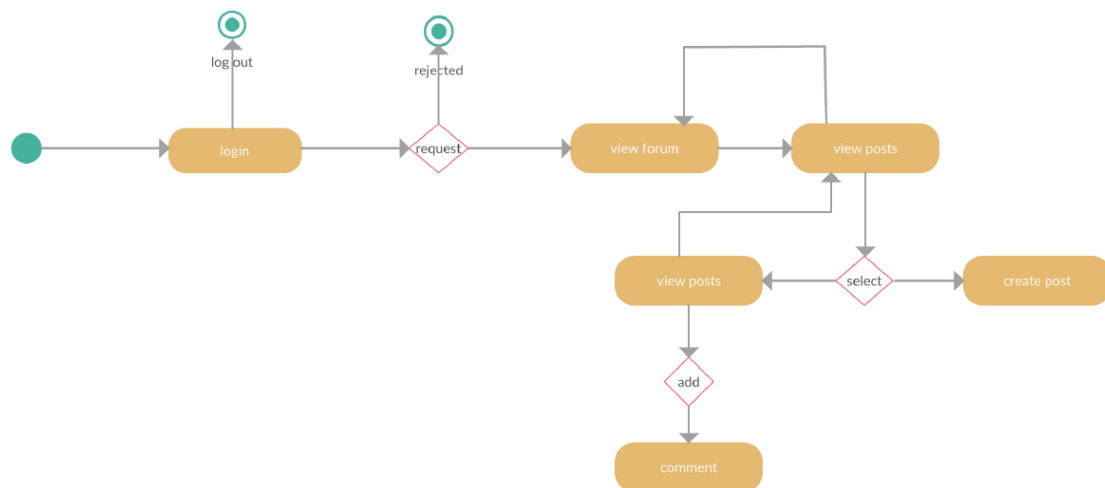 log out
rejected
login
request
view forum
view posts
view posts
select
create post
add
comment